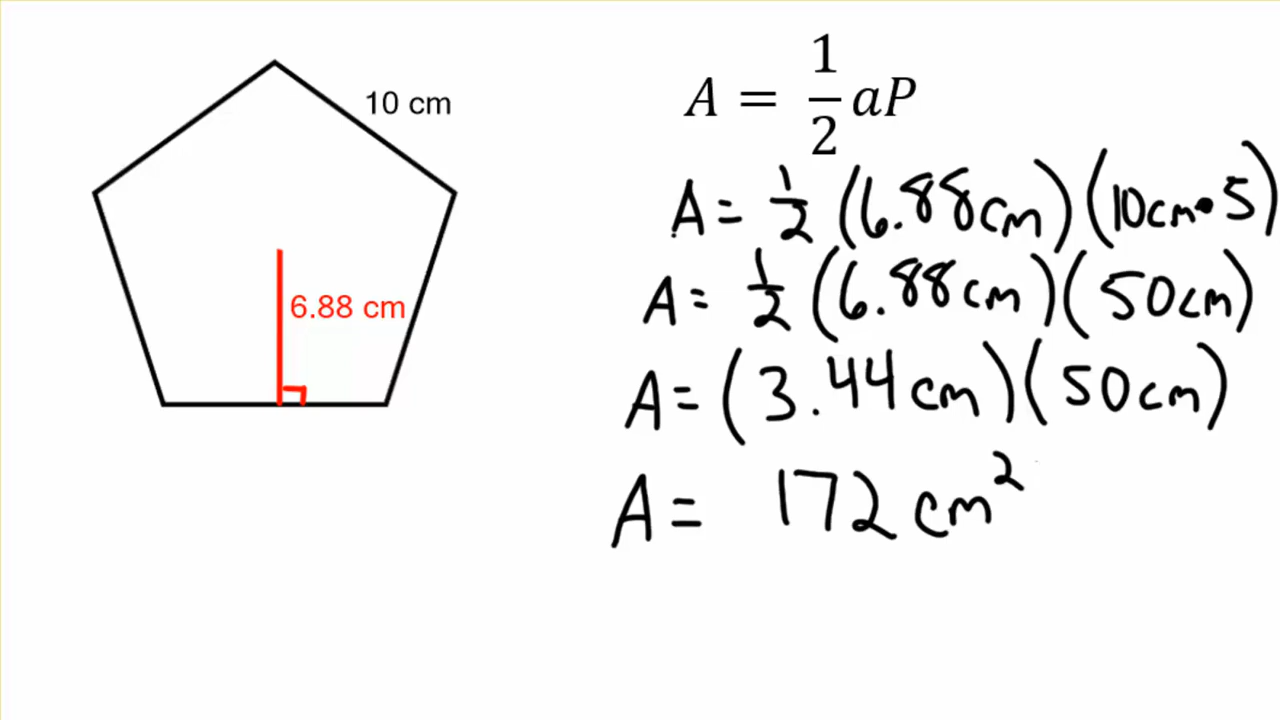 10 cm
6.88 cm
A = 1/2 aP
A = 1/2 (6.88cm)(10cm•5)
A = 1/2 (6.88cm)(50cm)
A = (3.44cm)(50cm)
A = 172 cm²